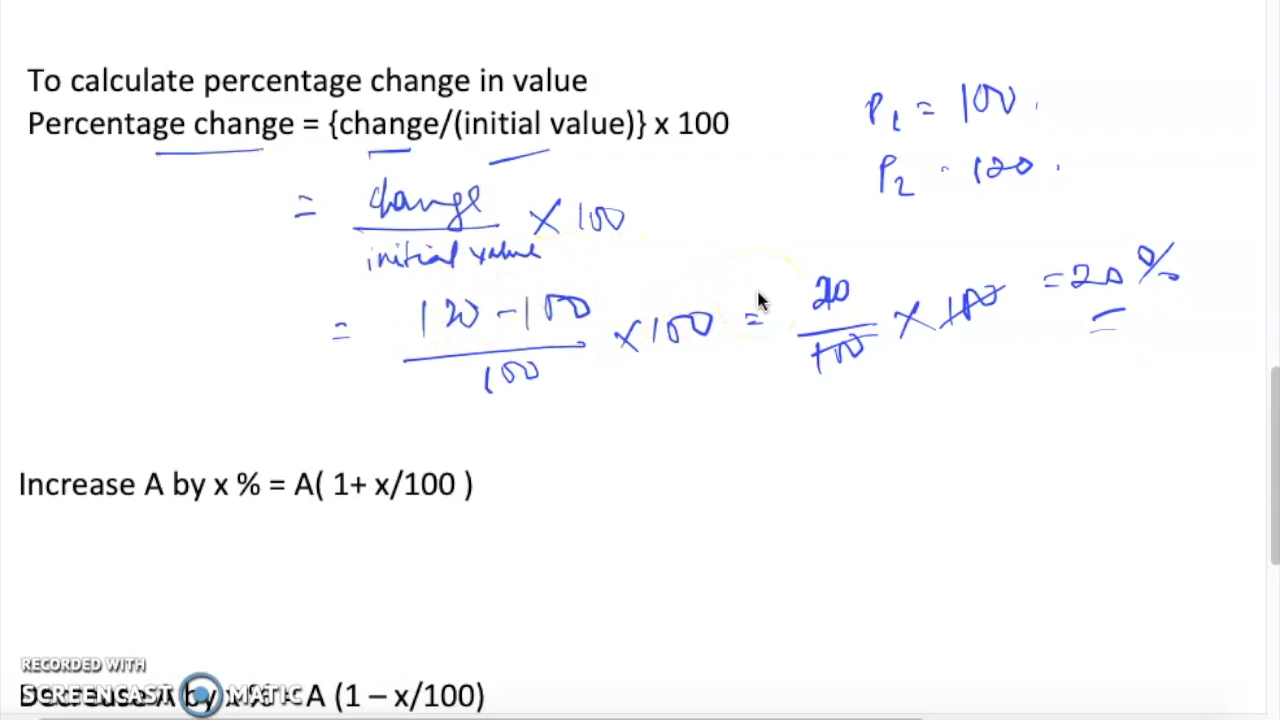 To calculate percentage change in value
Percentage change = {change/(initial value)} x 100
P1 = 100.
P2 - 120.
= change/initial value × 100
= 120-100/100 × 100 = 20/100 × 100 = 20%
Increase A by x % = A( 1+ x/100 )
RECORDED WITH
SCREENCAST MATIC
Decrease A by x% = A (1 – x/100)